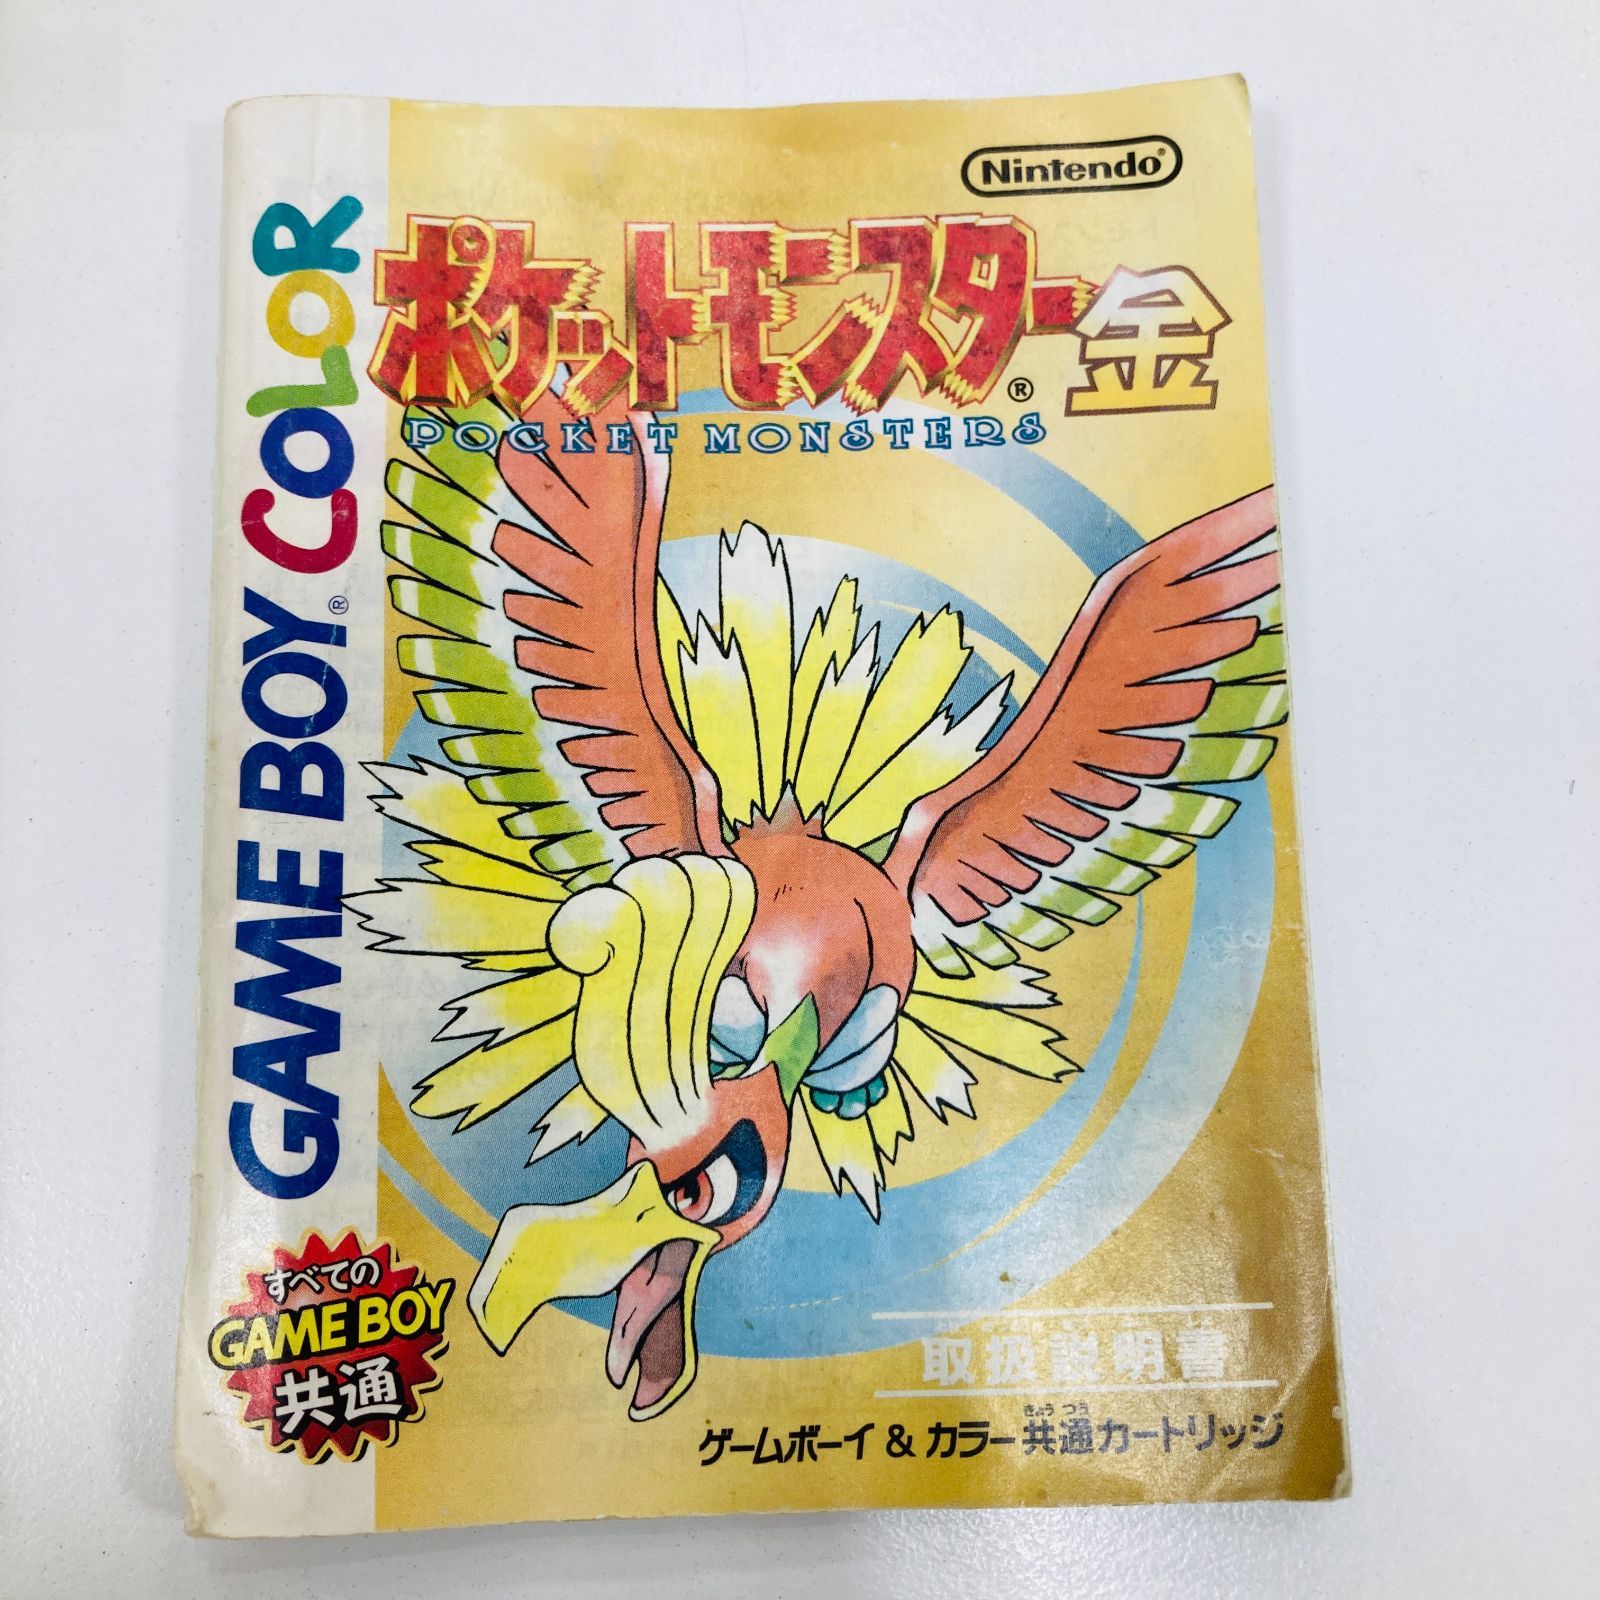 Nintendo®
ポケットモンスター金
®
POCKET MONSTERS
GAME BOY® COLOR
すべての
GAME BOY
共通
取扱説明書
きょう つう
ゲームボーイ & カラー共通カートリッジ